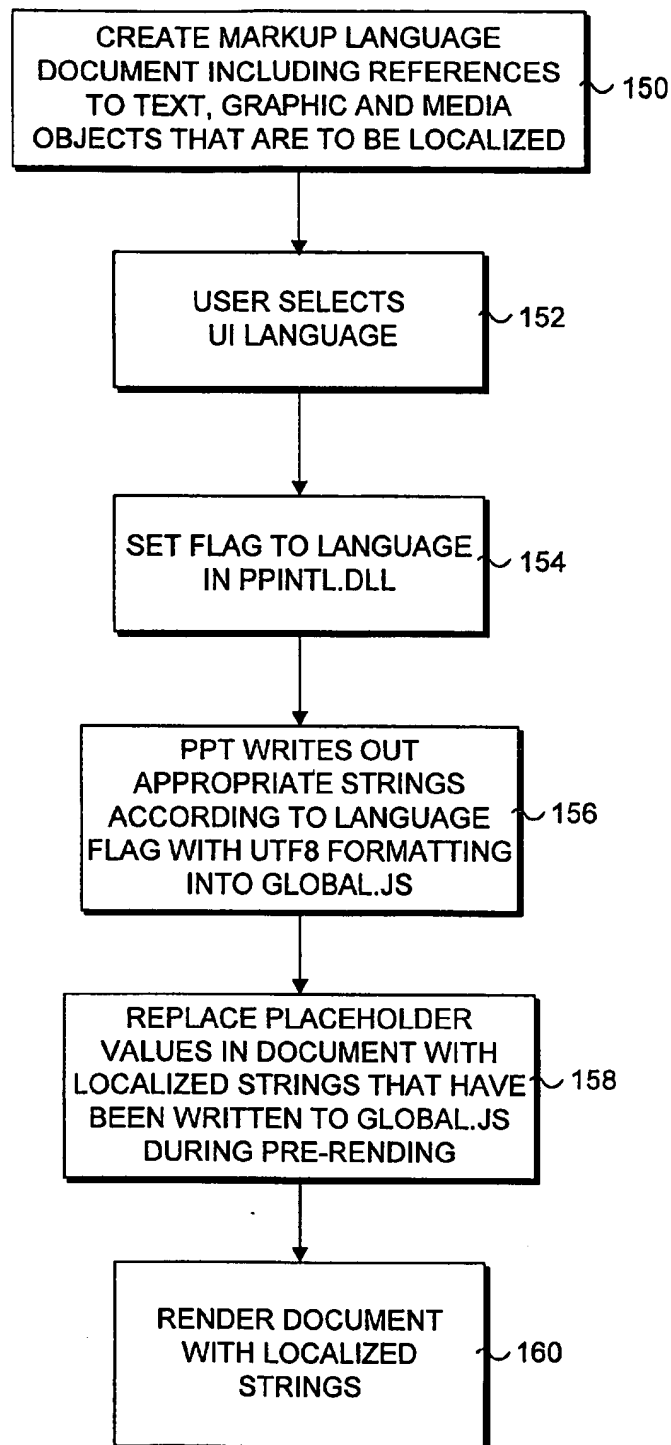 CREATE MARKUP LANGUAGE
DOCUMENT INCLUDING REFERENCES
TO TEXT, GRAPHIC AND MEDIA
OBJECTS THAT ARE TO BE LOCALIZED
150
USER SELECTS
UI LANGUAGE
152
SET FLAG TO LANGUAGE
IN PPINTL.DLL
154
PPT WRITES OUT
APPROPRIATE STRINGS
ACCORDING TO LANGUAGE
FLAG WITH UTF8 FORMATTING
INTO GLOBAL.JS
156
REPLACE PLACEHOLDER
VALUES IN DOCUMENT WITH
LOCALIZED STRINGS THAT HAVE
BEEN WRITTEN TO GLOBAL.JS
DURING PRE-RENDING
158
RENDER DOCUMENT
WITH LOCALIZED
STRINGS
160